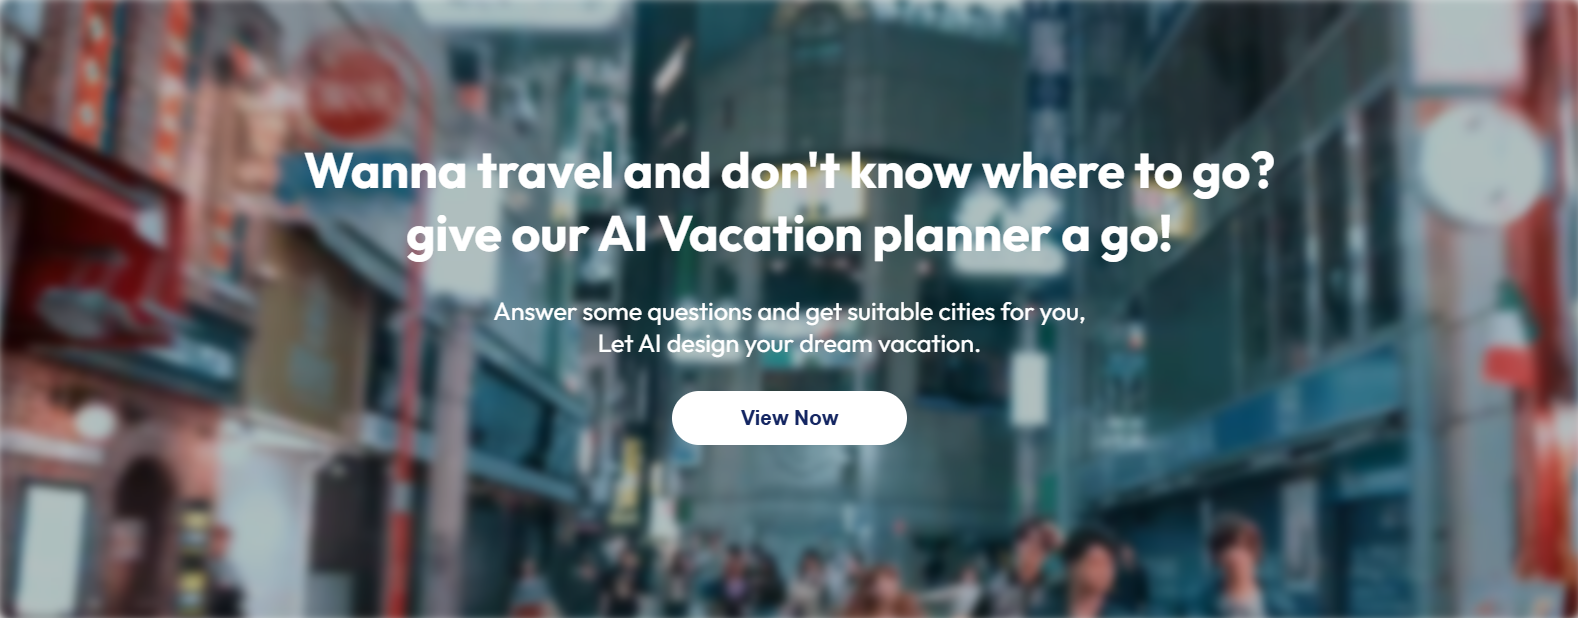 Wanna travel and don't know where to go?
give our AI Vacation planner a go!
Answer some questions and get suitable cities for you,
Let AI design your dream vacation.
View Now